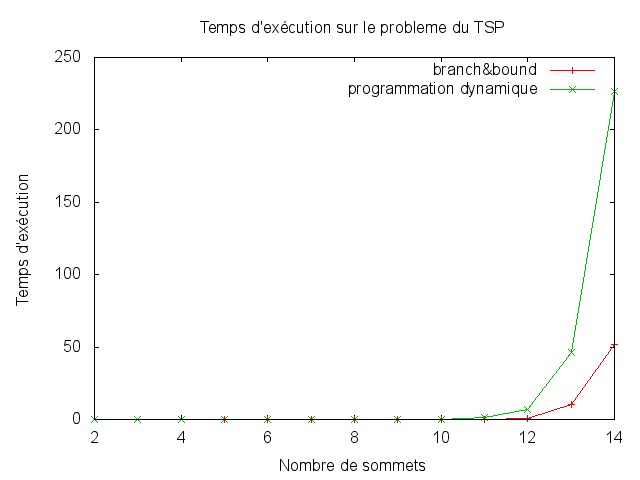 Temps d'exécution sur le probleme du TSP
250
branch&bound
programmation dynamique
200
150
Temps d'exécution
100
50
0
2 4 6 8 10 12 14
Nombre de sommets